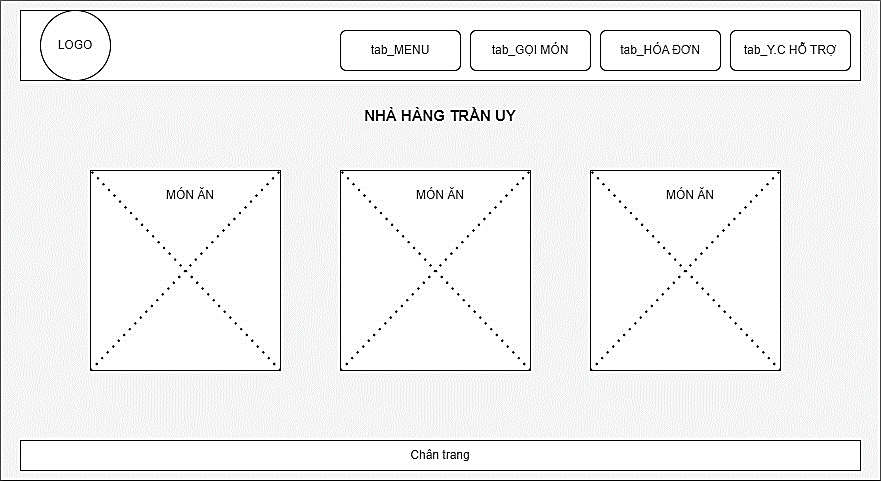 LOGO
tab_MENU
tab_GỌI MÓN
tab_HÓA ĐƠN
tab_Y.C HỖ TRỢ
NHÀ HÀNG TRẦN UY
MÓN ĂN
MÓN ĂN
MÓN ĂN
Chân trang